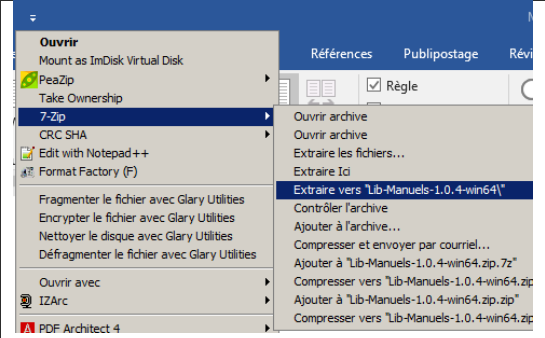 Ouvrir
Mount as ImDisk Virtual Disk
PeaZip
Take Ownership
7-Zip
CRC SHA
Edit with Notepad++
Format Factory (F)
Fragmenter le fichier avec Glary Utilities
Encrypter le fichier avec Glary Utilities
Nettoyer le disque avec Glary Utilities
Défragmenter le fichier avec Glary Utilities
Ouvrir avec
IZArc
PDF Architect 4
Références Publipostage Révi
Règle
Ouvrir archive
Ouvrir archive
Extraire les fichiers...
Extraire Ici
Extraire vers "Lib-Manuels-1.0.4-win64\"
Contrôler l'archive
Ajouter à l'archive...
Compresser et envoyer par courriel...
Ajouter à "Lib-Manuels-1.0.4-win64.zip.7z"
Compresser vers "Lib-Manuels-1.0.4-win64.zip
Ajouter à "Lib-Manuels-1.0.4-win64.zip.zip"
Compresser vers "Lib-Manuels-1.0.4-win64.zip